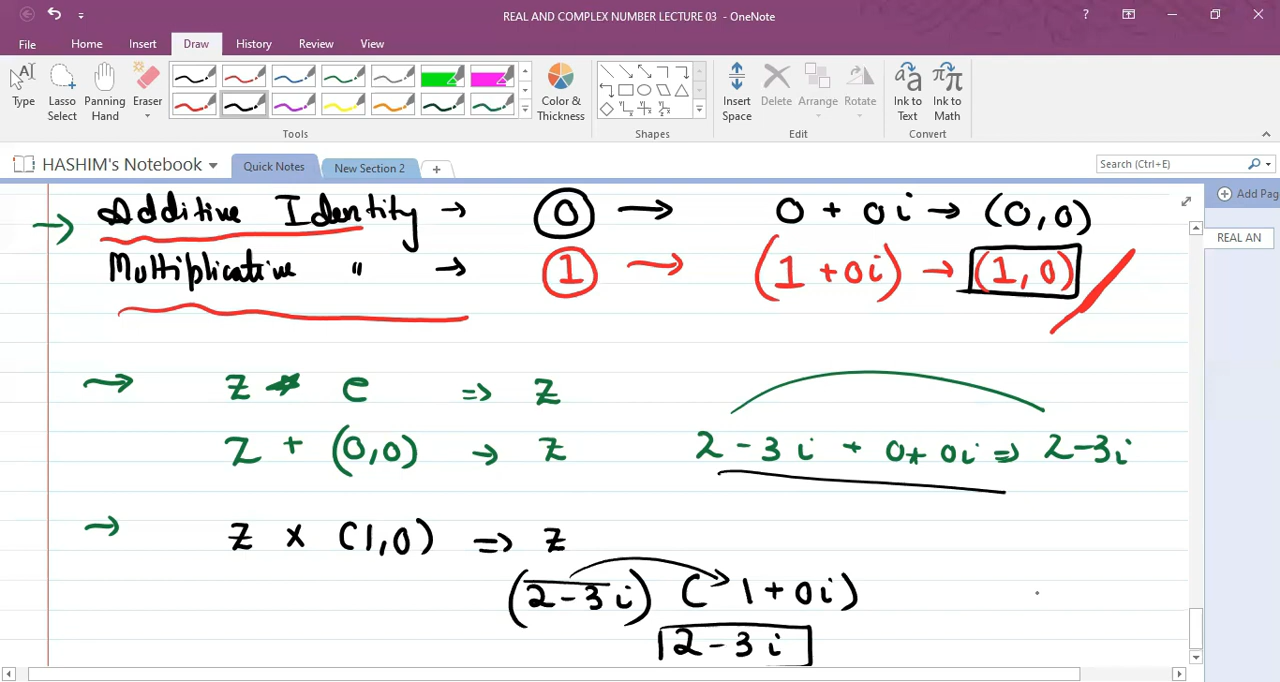 REAL AND COMPLEX NUMBER LECTURE 03 - OneNote
File Home Insert Draw History Review View
Type Lasso Select Panning Hand Eraser Color & Thickness Insert Space Delete Arrange Rotate Ink to Text Ink to Math
Tools Shapes Edit Convert
HASHIM's Notebook Quick Notes New Section 2 Search (Ctrl+E)
Add Pag
REAL AN
→ Additive Identity → 0 → 0 + 0i → (0,0)
Multiplicative " → 1 → (1 + 0i) → (1,0)
→ z * e => z
z + (0,0) → z 2 - 3i + 0 + 0i => 2-3i
→ z x (1,0) => z
(2-3i) (1 + 0i)
2 - 3i